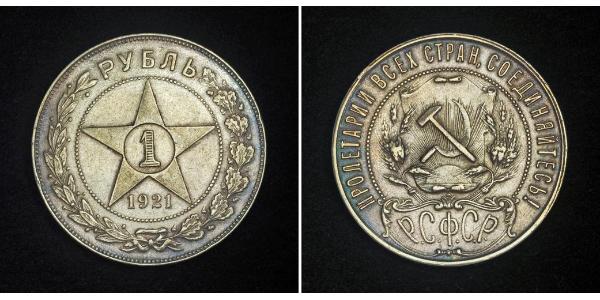 РУБЛЬ
1
1921
ПРОЛЕТАРИИ ВСЕХ СТРАН, СОЕДИНЯЙТЕСЬ!
Р.С.Ф.С.Р.